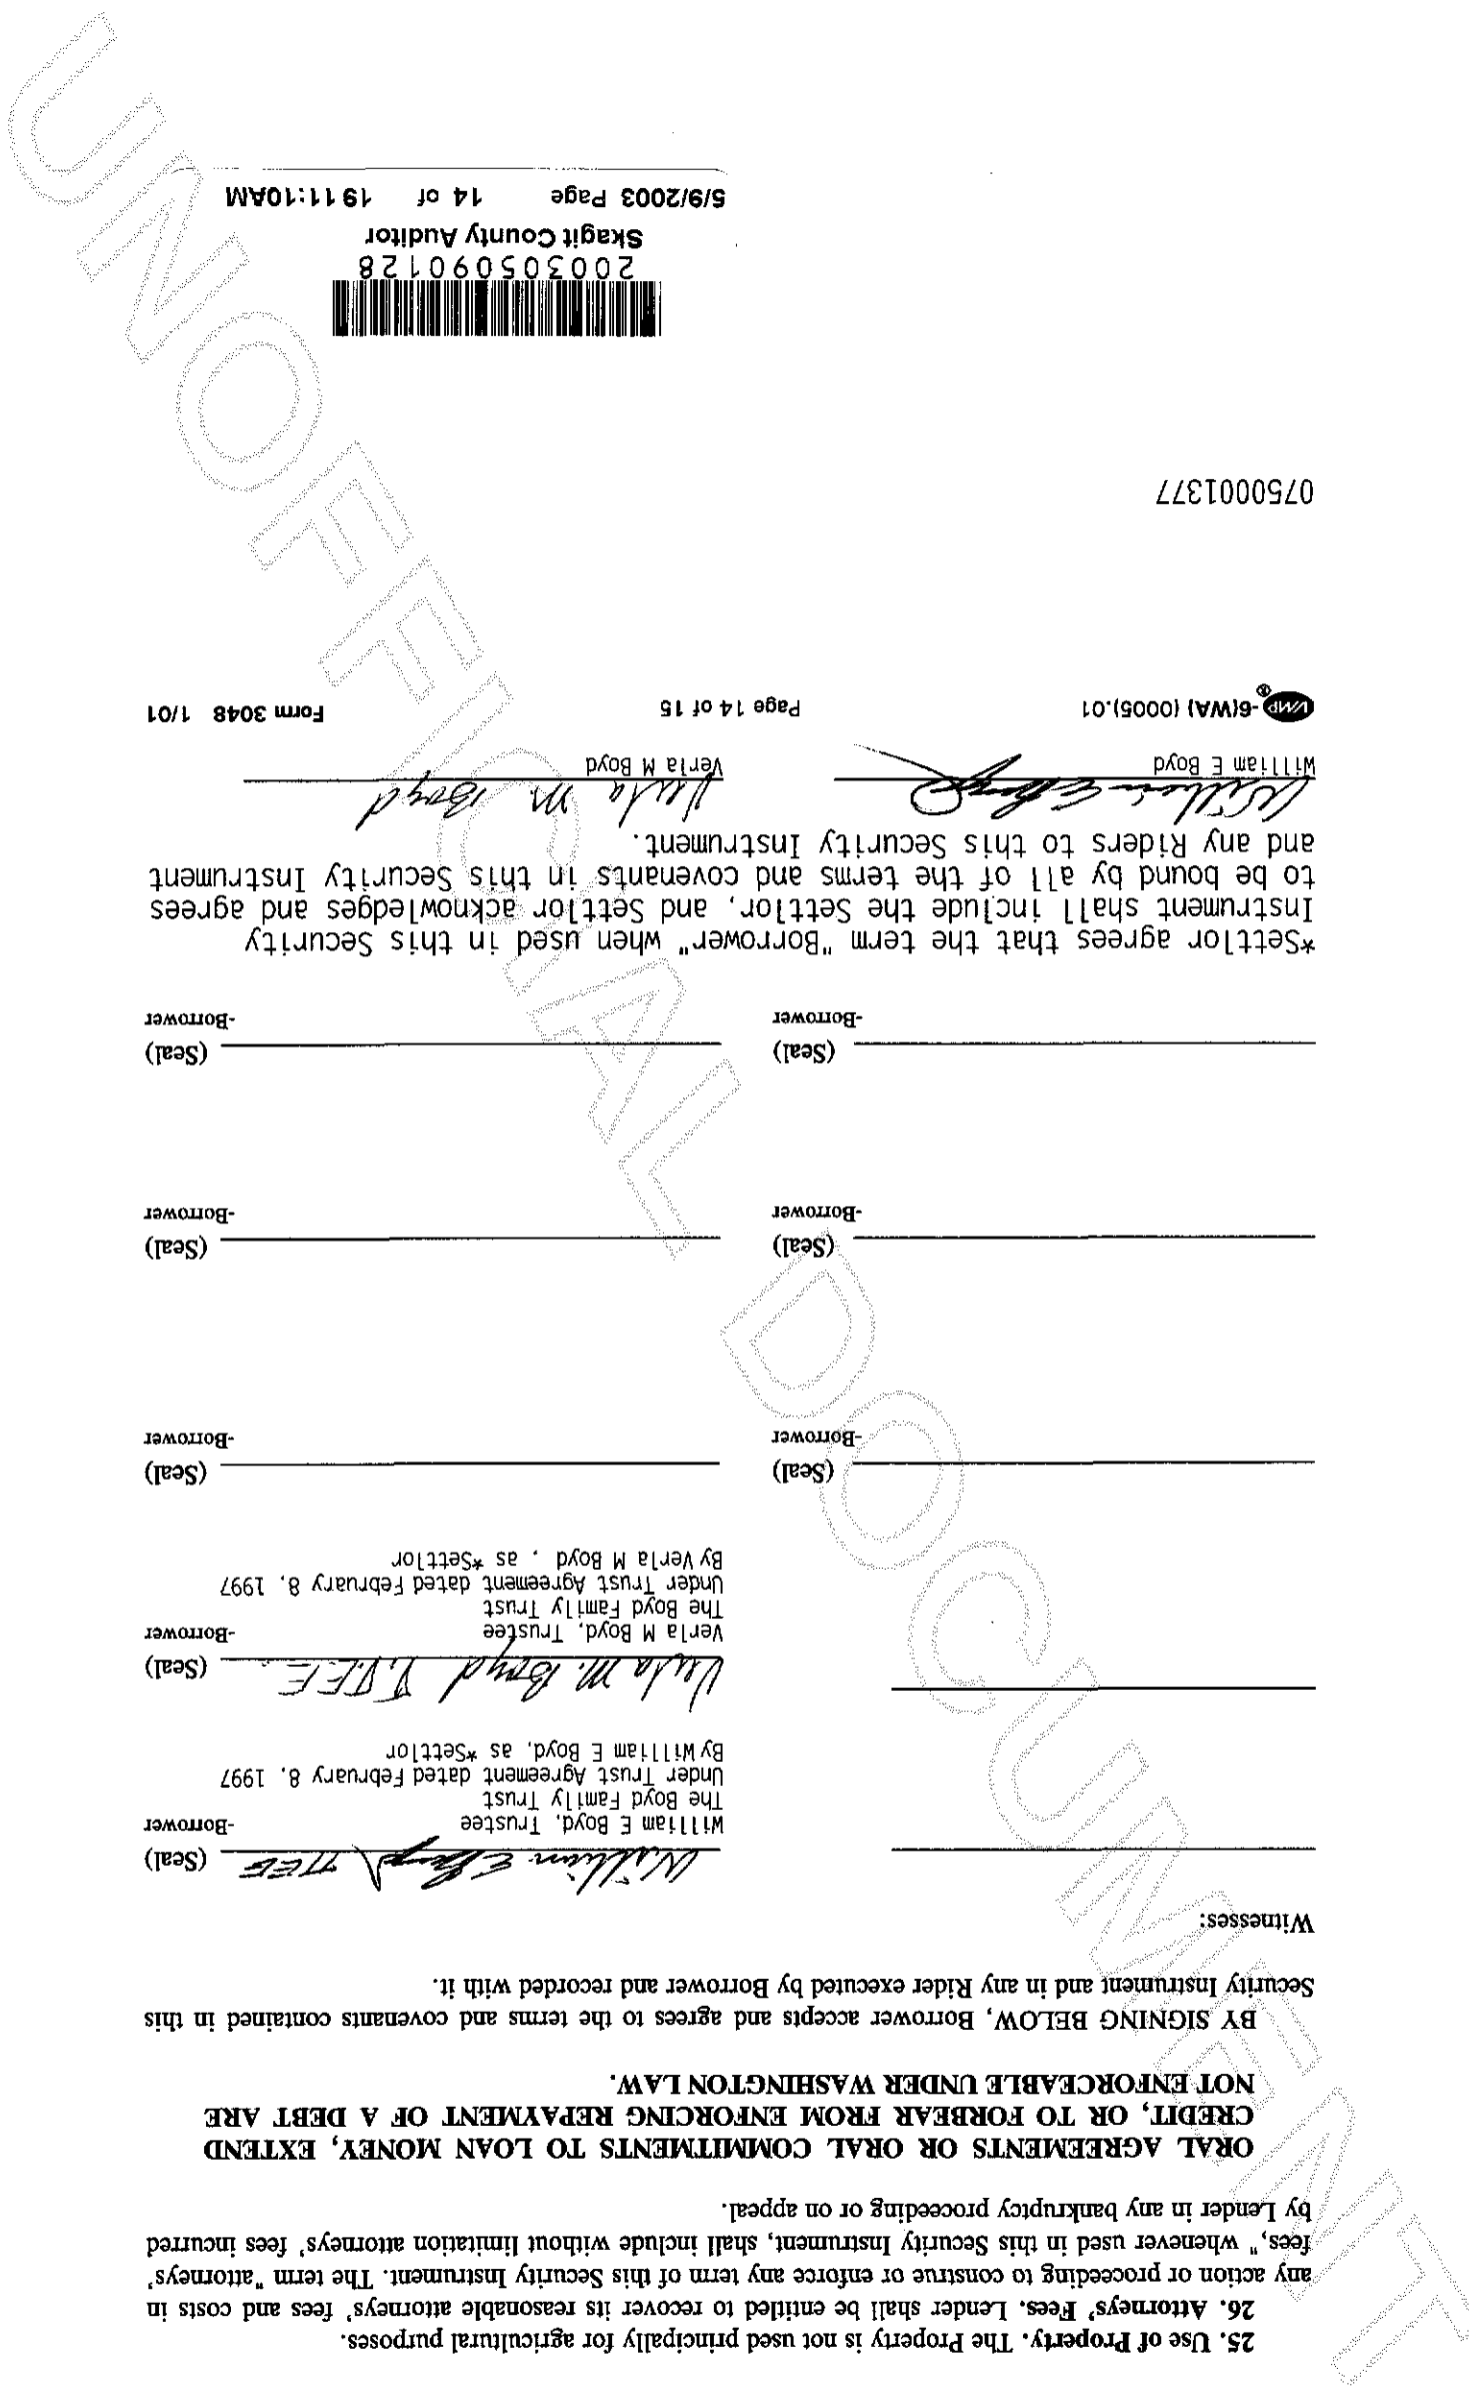 25. Use of Property. The Property is not used principally for agricultural purposes.
26. Attorneys' Fees. Lender shall be entitled to recover its reasonable attorneys' fees and costs in
any action or proceeding to construe or enforce any term of this Security Instrument. The term "attorneys'
fees," whenever used in this Security Instrument, shall include without limitation attorneys' fees incurred
by Lender in any bankruptcy proceeding or on appeal.
ORAL AGREEMENTS OR ORAL COMMITMENTS TO LOAN MONEY, EXTEND
CREDIT, OR TO FORBEAR FROM ENFORCING REPAYMENT OF A DEBT ARE
NOT ENFORCEABLE UNDER WASHINGTON LAW.
BY SIGNING BELOW, Borrower accepts and agrees to the terms and covenants contained in this
Security Instrument and in any Rider executed by Borrower and recorded with it.
Witnesses:
William E Boyd TTEE (Seal)
William E Boyd, Trustee -Borrower
The Boyd Family Trust
Under Trust Agreement dated February 8, 1997
By William E Boyd, as *Settlor
Verla M. Boyd T.T.E.E. (Seal)
Verla M Boyd, Trustee -Borrower
The Boyd Family Trust
Under Trust Agreement dated February 8, 1997
By Verla M Boyd , as *Settlor
(Seal) (Seal)
-Borrower -Borrower
(Seal) (Seal)
-Borrower -Borrower
(Seal) (Seal)
-Borrower -Borrower
*Settlor agrees that the term "Borrower" when used in this Security
Instrument shall include the Settlor, and Settlor acknowledges and agrees
to be bound by all of the terms and covenants in this Security Instrument
and any Riders to this Security Instrument.
William E Boyd Verla M Boyd
William E Boyd Verla M Boyd
VMP®-6(WA) (0005).01 Page 14 of 15 Form 3048 1/01
0750001377
200305090128
Skagit County Auditor
5/9/2003 Page 14 of 19 11:10AM
UNOFFICIAL DOCUMENT